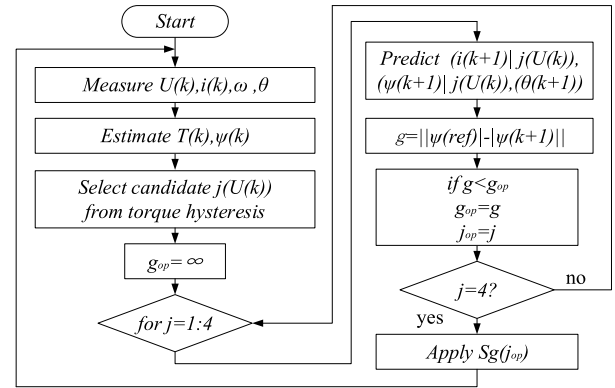 Start
Measure U(k),i(k),ω ,θ
Estimate T(k),ψ(k)
Select candidate j(U(k))
from torque hysteresis
gₒₚ= ∞
for j=1:4
Predict (i(k+1)| j(U(k)),
(ψ(k+1)| j(U(k)),(θ(k+1))
g=||ψ(ref)|-|ψ(k+1)||
if g<gₒₚ
gₒₚ=g
jₒₚ=j
j=4?
no
yes
Apply Sg(jₒₚ)